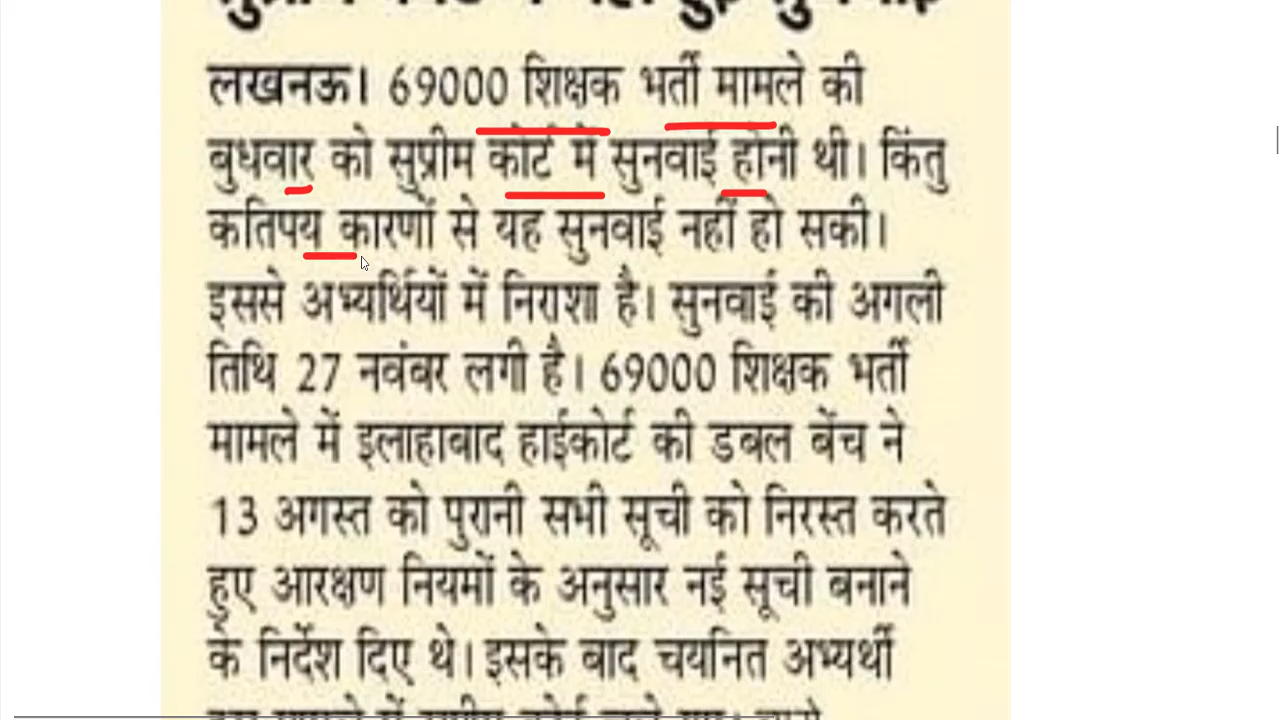 लखनऊ। 69000 शिक्षक भर्ती मामले की
बुधवार को सुप्रीम कोर्ट में सुनवाई होनी थी। किंतु
कतिपय कारणों से यह सुनवाई नहीं हो सकी।
इससे अभ्यर्थियों में निराशा है। सुनवाई की अगली
तिथि 27 नवंबर लगी है। 69000 शिक्षक भर्ती
मामले में इलाहाबाद हाईकोर्ट की डबल बेंच ने
13 अगस्त को पुरानी सभी सूची को निरस्त करते
हुए आरक्षण नियमों के अनुसार नई सूची बनाने
के निर्देश दिए थे। इसके बाद चयनित अभ्यर्थी